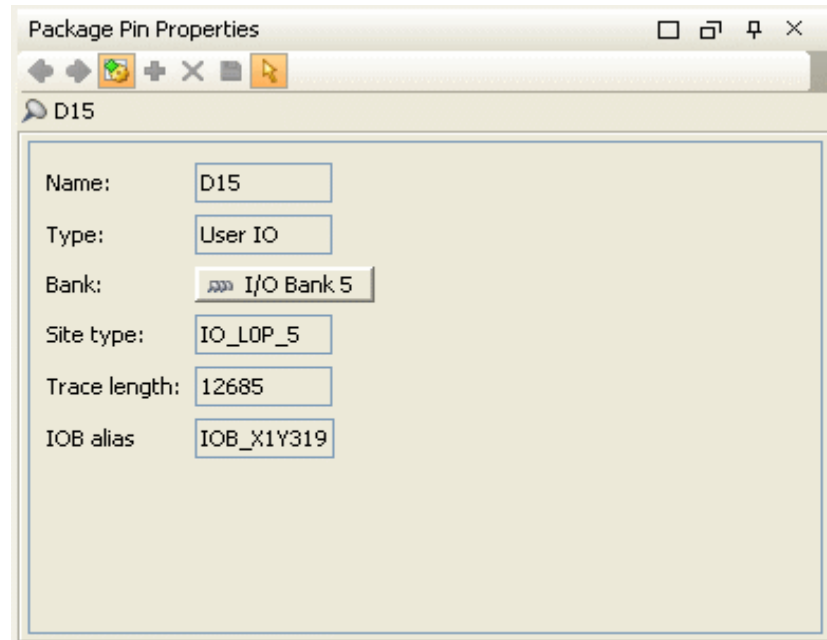 Package Pin Properties
D15
Name: D15
Type: User IO
Bank: I/O Bank 5
Site type: IO_L0P_5
Trace length: 12685
IOB alias IOB_X1Y319